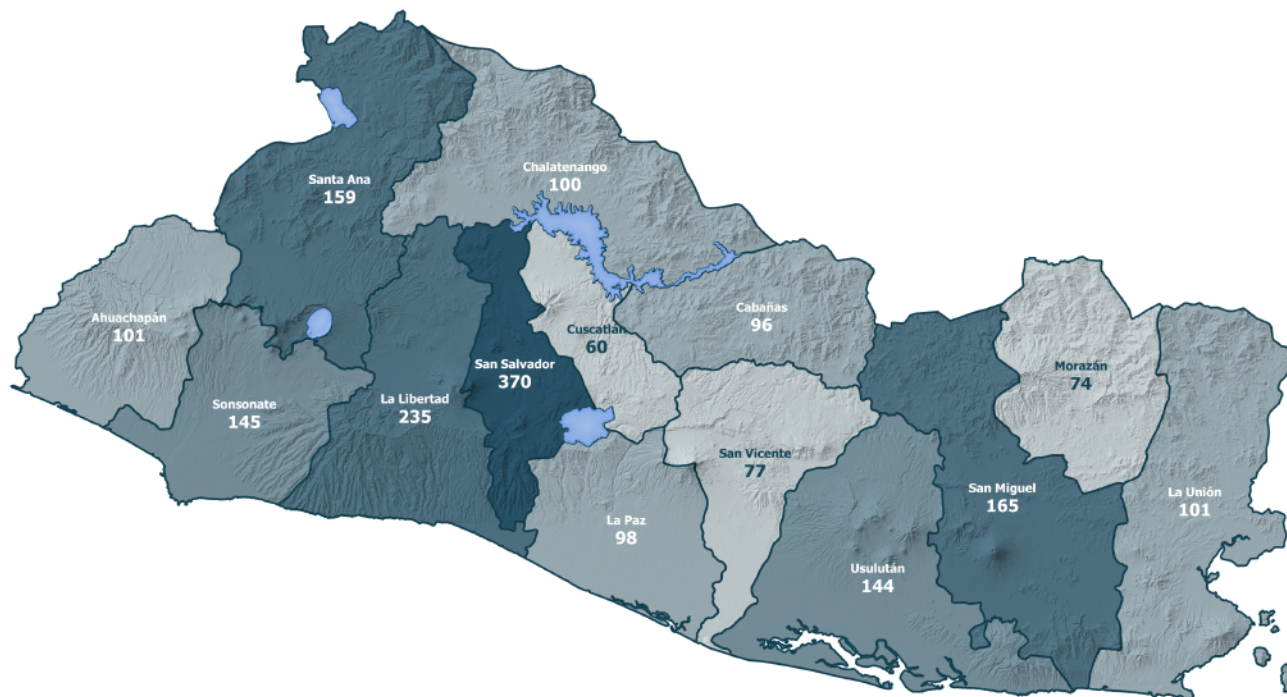 Santa Ana
159
Chalatenango
100
Ahuachapán
101
Sonsonate
145
La Libertad
235
San Salvador
370
Cuscatlán
60
Cabañas
96
La Paz
98
San Vicente
77
Usulután
144
San Miguel
165
Morazán
74
La Unión
101